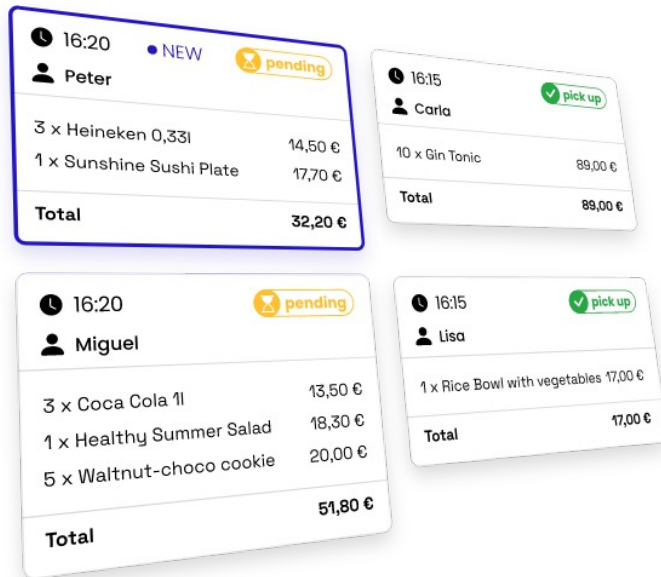 16:20 NEW pending
Peter
3 x Heineken 0,33l 14,50 €
1 x Sunshine Sushi Plate 17,70 €
Total 32,20 €
16:15 pick up
Carla
10 x Gin Tonic 89,00 €
Total 89,00 €
16:20 pending
Miguel
3 x Coca Cola 1l 13,50 €
1 x Healthy Summer Salad 18,30 €
5 x Waltnut-choco cookie 20,00 €
Total 51,80 €
16:15 pick up
Lisa
1 x Rice Bowl with vegetables 17,00 €
Total 17,00 €